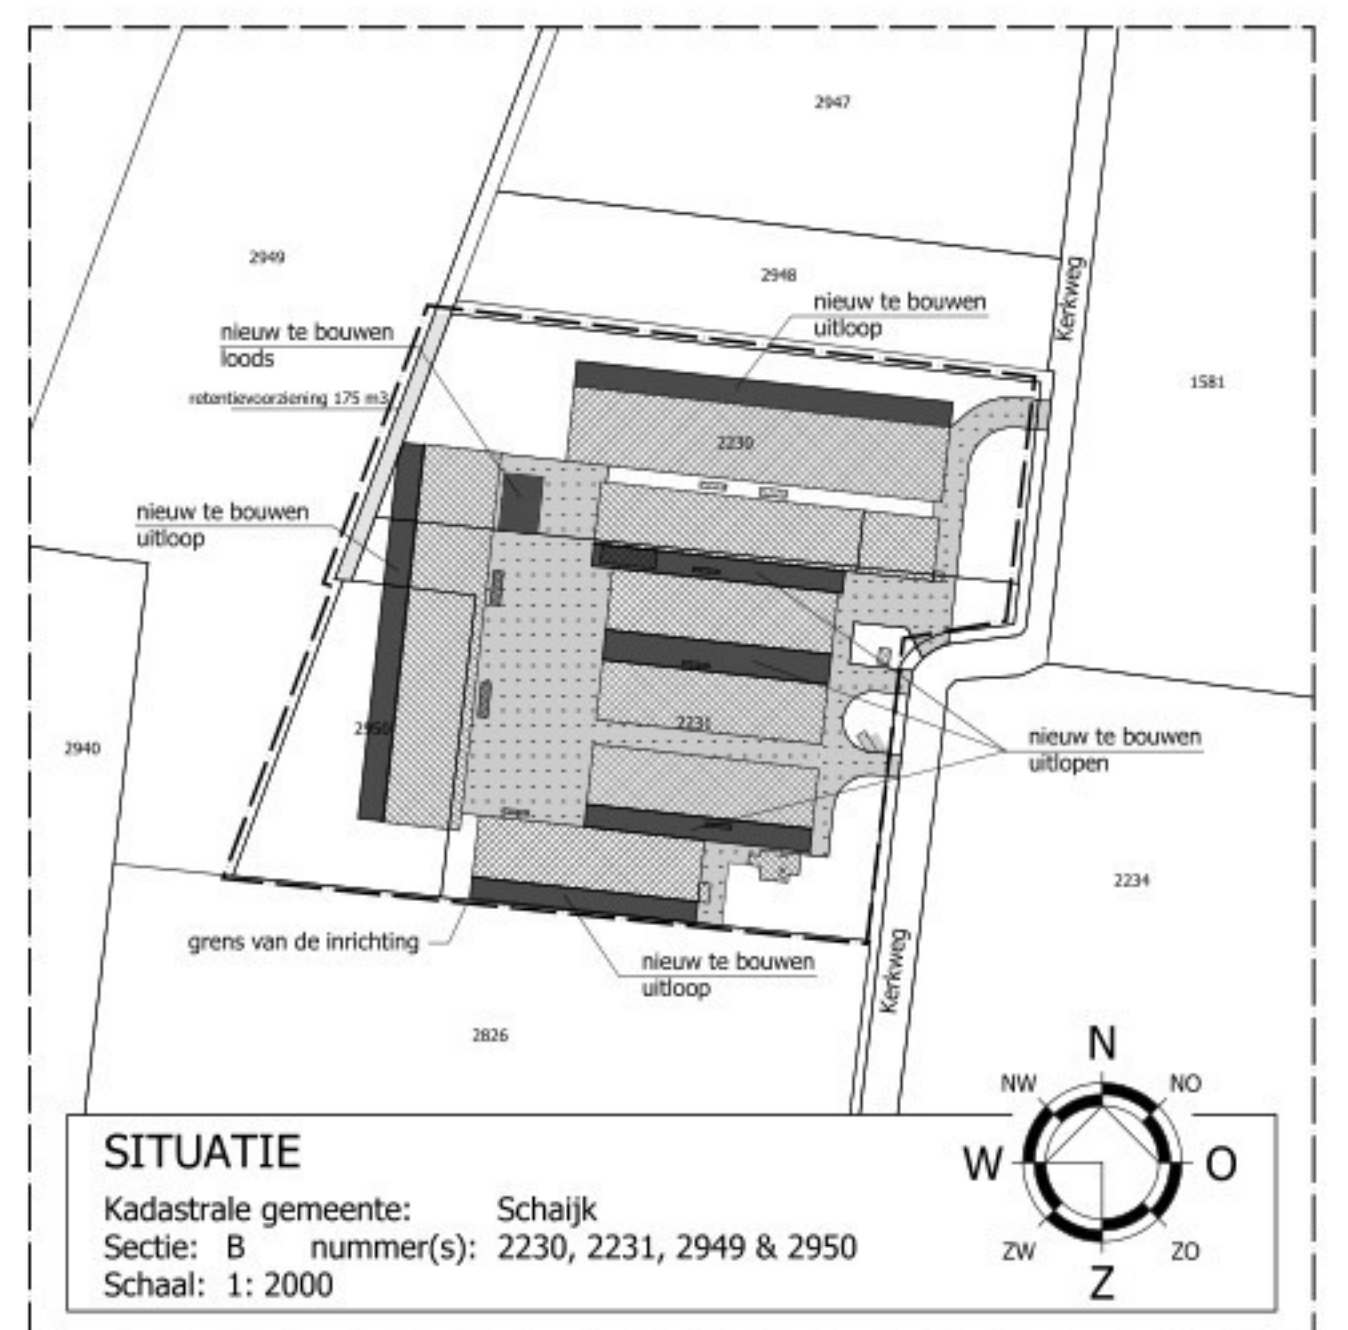 2947
2949
2948
Kerkweg
nieuw te bouwen
uitloop
nieuw te bouwen
loods
retentievoorziening 175 m3
1581
2230
nieuw te bouwen
uitloop
2940
2950
2231
nieuw te bouwen
uitlopen
2234
grens van de inrichting
nieuw te bouwen
uitloop
Kerkweg
2826
N
NW
NO
W
O
ZW
ZO
Z
SITUATIE
Kadastrale gemeente: Schaijk
Sectie: B nummer(s): 2230, 2231, 2949 & 2950
Schaal: 1: 2000